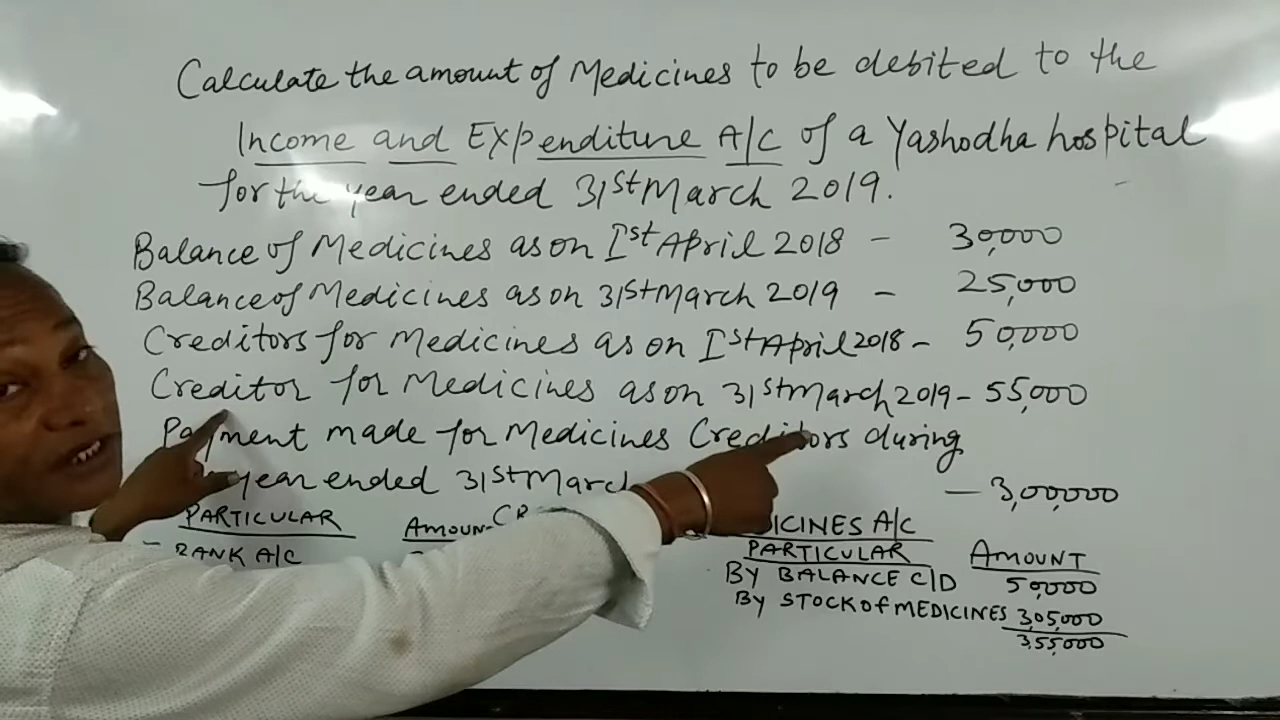 Calculate the amount of Medicines to be debited to the
Income and Expenditure A/C of a Yashodha hospital
for the year ended 31st March 2019.
Balance of Medicines as on Ist April 2018 - 30,000
Balance of Medicines as on 31st March 2019 - 25,000
Creditors for Medicines as on Ist April 2018 - 50,000
Creditor for Medicines as on 31st March 2019 - 55,000
Payment made for Medicines Creditors during
year ended 31st March - 3,00,000
PARTICULAR AMOUN CR ICINES A/C
BANK A/C PARTICULAR AMOUNT
By BALANCE C/D 50,000
By STOCK of MEDICINES 3,05,000
3,55,000